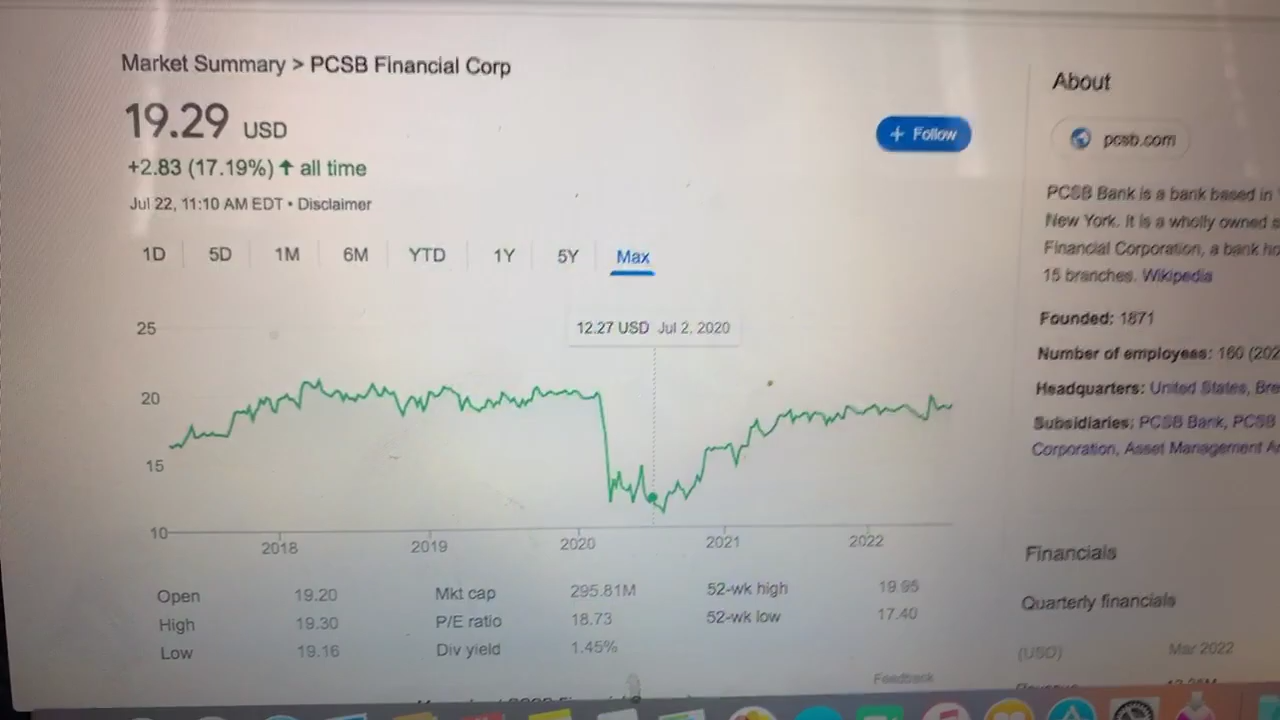 Market Summary > PCSB Financial Corp
19.29 USD
+2.83 (17.19%) ↑ all time
Jul 22, 11:10 AM EDT • Disclaimer
+ Follow
1D 5D 1M 6M YTD 1Y 5Y Max
12.27 USD Jul 2, 2020
25
20
15
10
2018 2019 2020 2021 2022
Open 19.20 Mkt cap 295.81M 52-wk high 19.95
High 19.30 P/E ratio 18.73 52-wk low 17.40
Low 19.16 Div yield 1.45%
Feedback
About
pcsb.com
PCSB Bank is a bank based in
New York. It is a wholly owned
Financial Corporation, a bank
15 branches. Wikipedia
Founded: 1871
Number of employees: 160 (202
Headquarters: United States, Bre
Subsidiaries: PCSB Bank, PCSB
Corporation, Asset Management
Financials
Quarterly financials
(USD) Mar 2022